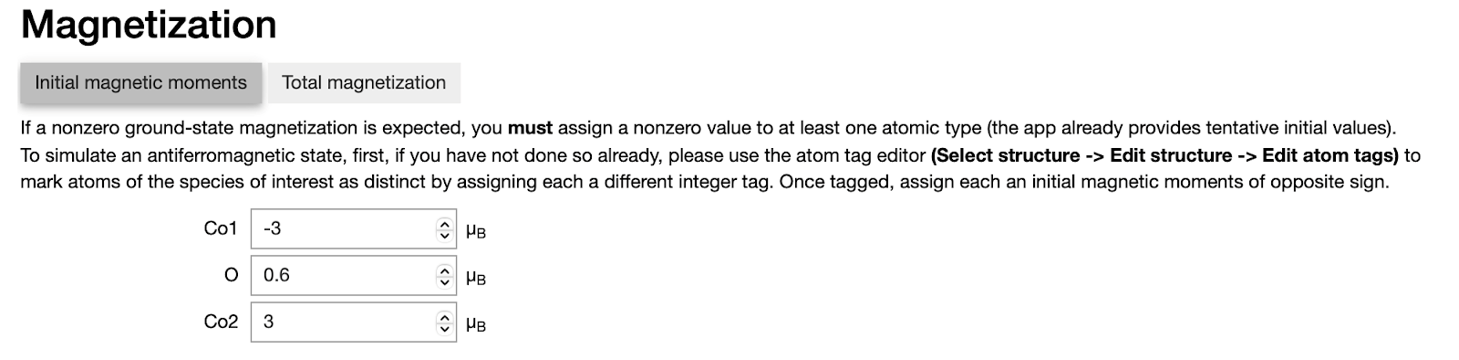 Magnetization
Initial magnetic moments Total magnetization
If a nonzero ground-state magnetization is expected, you must assign a nonzero value to at least one atomic type (the app already provides tentative initial values).
To simulate an antiferromagnetic state, first, if you have not done so already, please use the atom tag editor (Select structure -> Edit structure -> Edit atom tags) to
mark atoms of the species of interest as distinct by assigning each a different integer tag. Once tagged, assign each an initial magnetic moments of opposite sign.
Co1 -3 µB
O 0.6 µB
Co2 3 µB